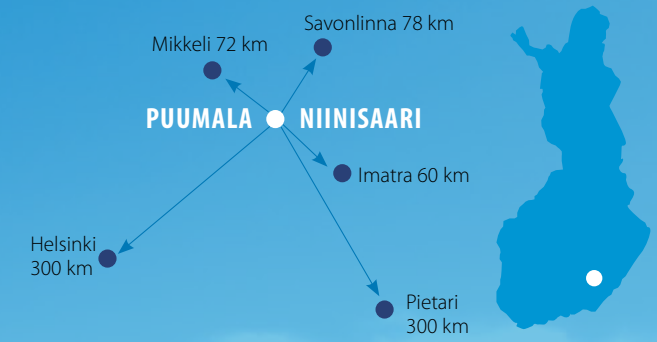 Savonlinna 78 km
Mikkeli 72 km
PUUMALA NIINISAARI
Imatra 60 km
Helsinki
300 km
Pietari
300 km